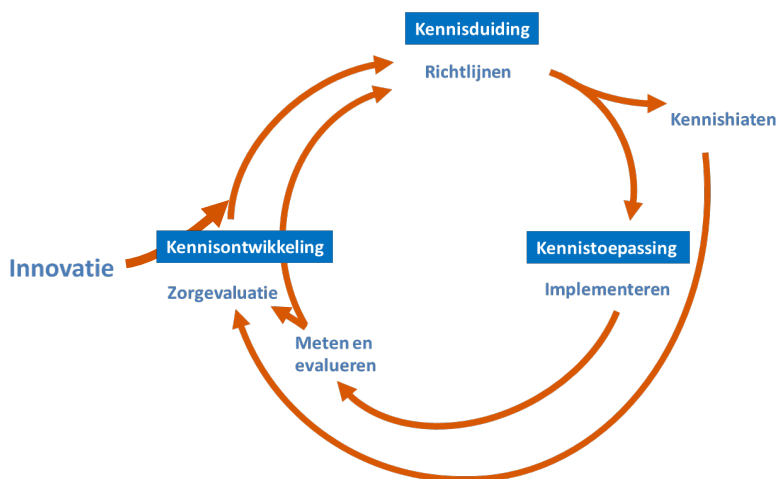 Kennisduiding
Richtlijnen
Kennishiaten
Kennisontwikkeling
Kennistoepassing
Innovatie
Zorgevaluatie
Implementeren
Meten en
evalueren